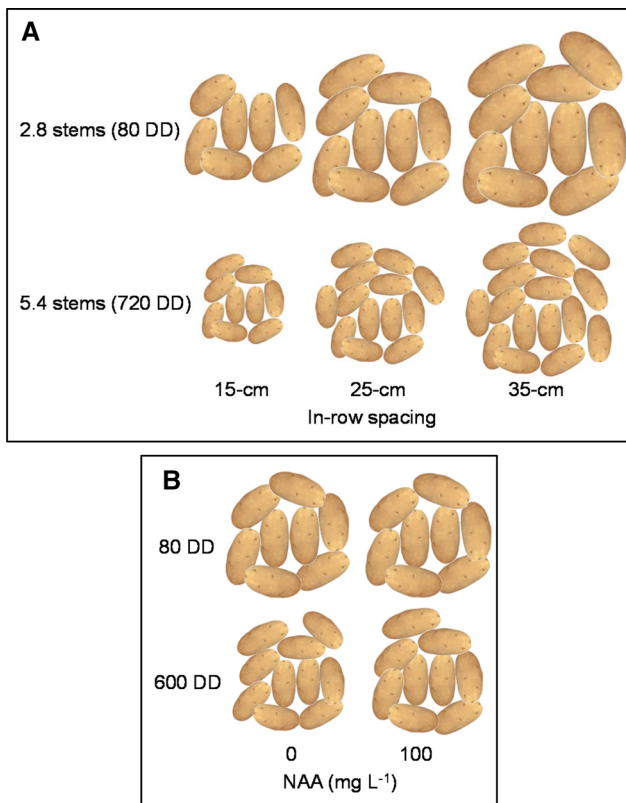 A
2.8 stems (80 DD)
5.4 stems (720 DD)
15-cm 25-cm 35-cm
In-row spacing
B
80 DD
600 DD
0 100
NAA (mg L⁻¹)